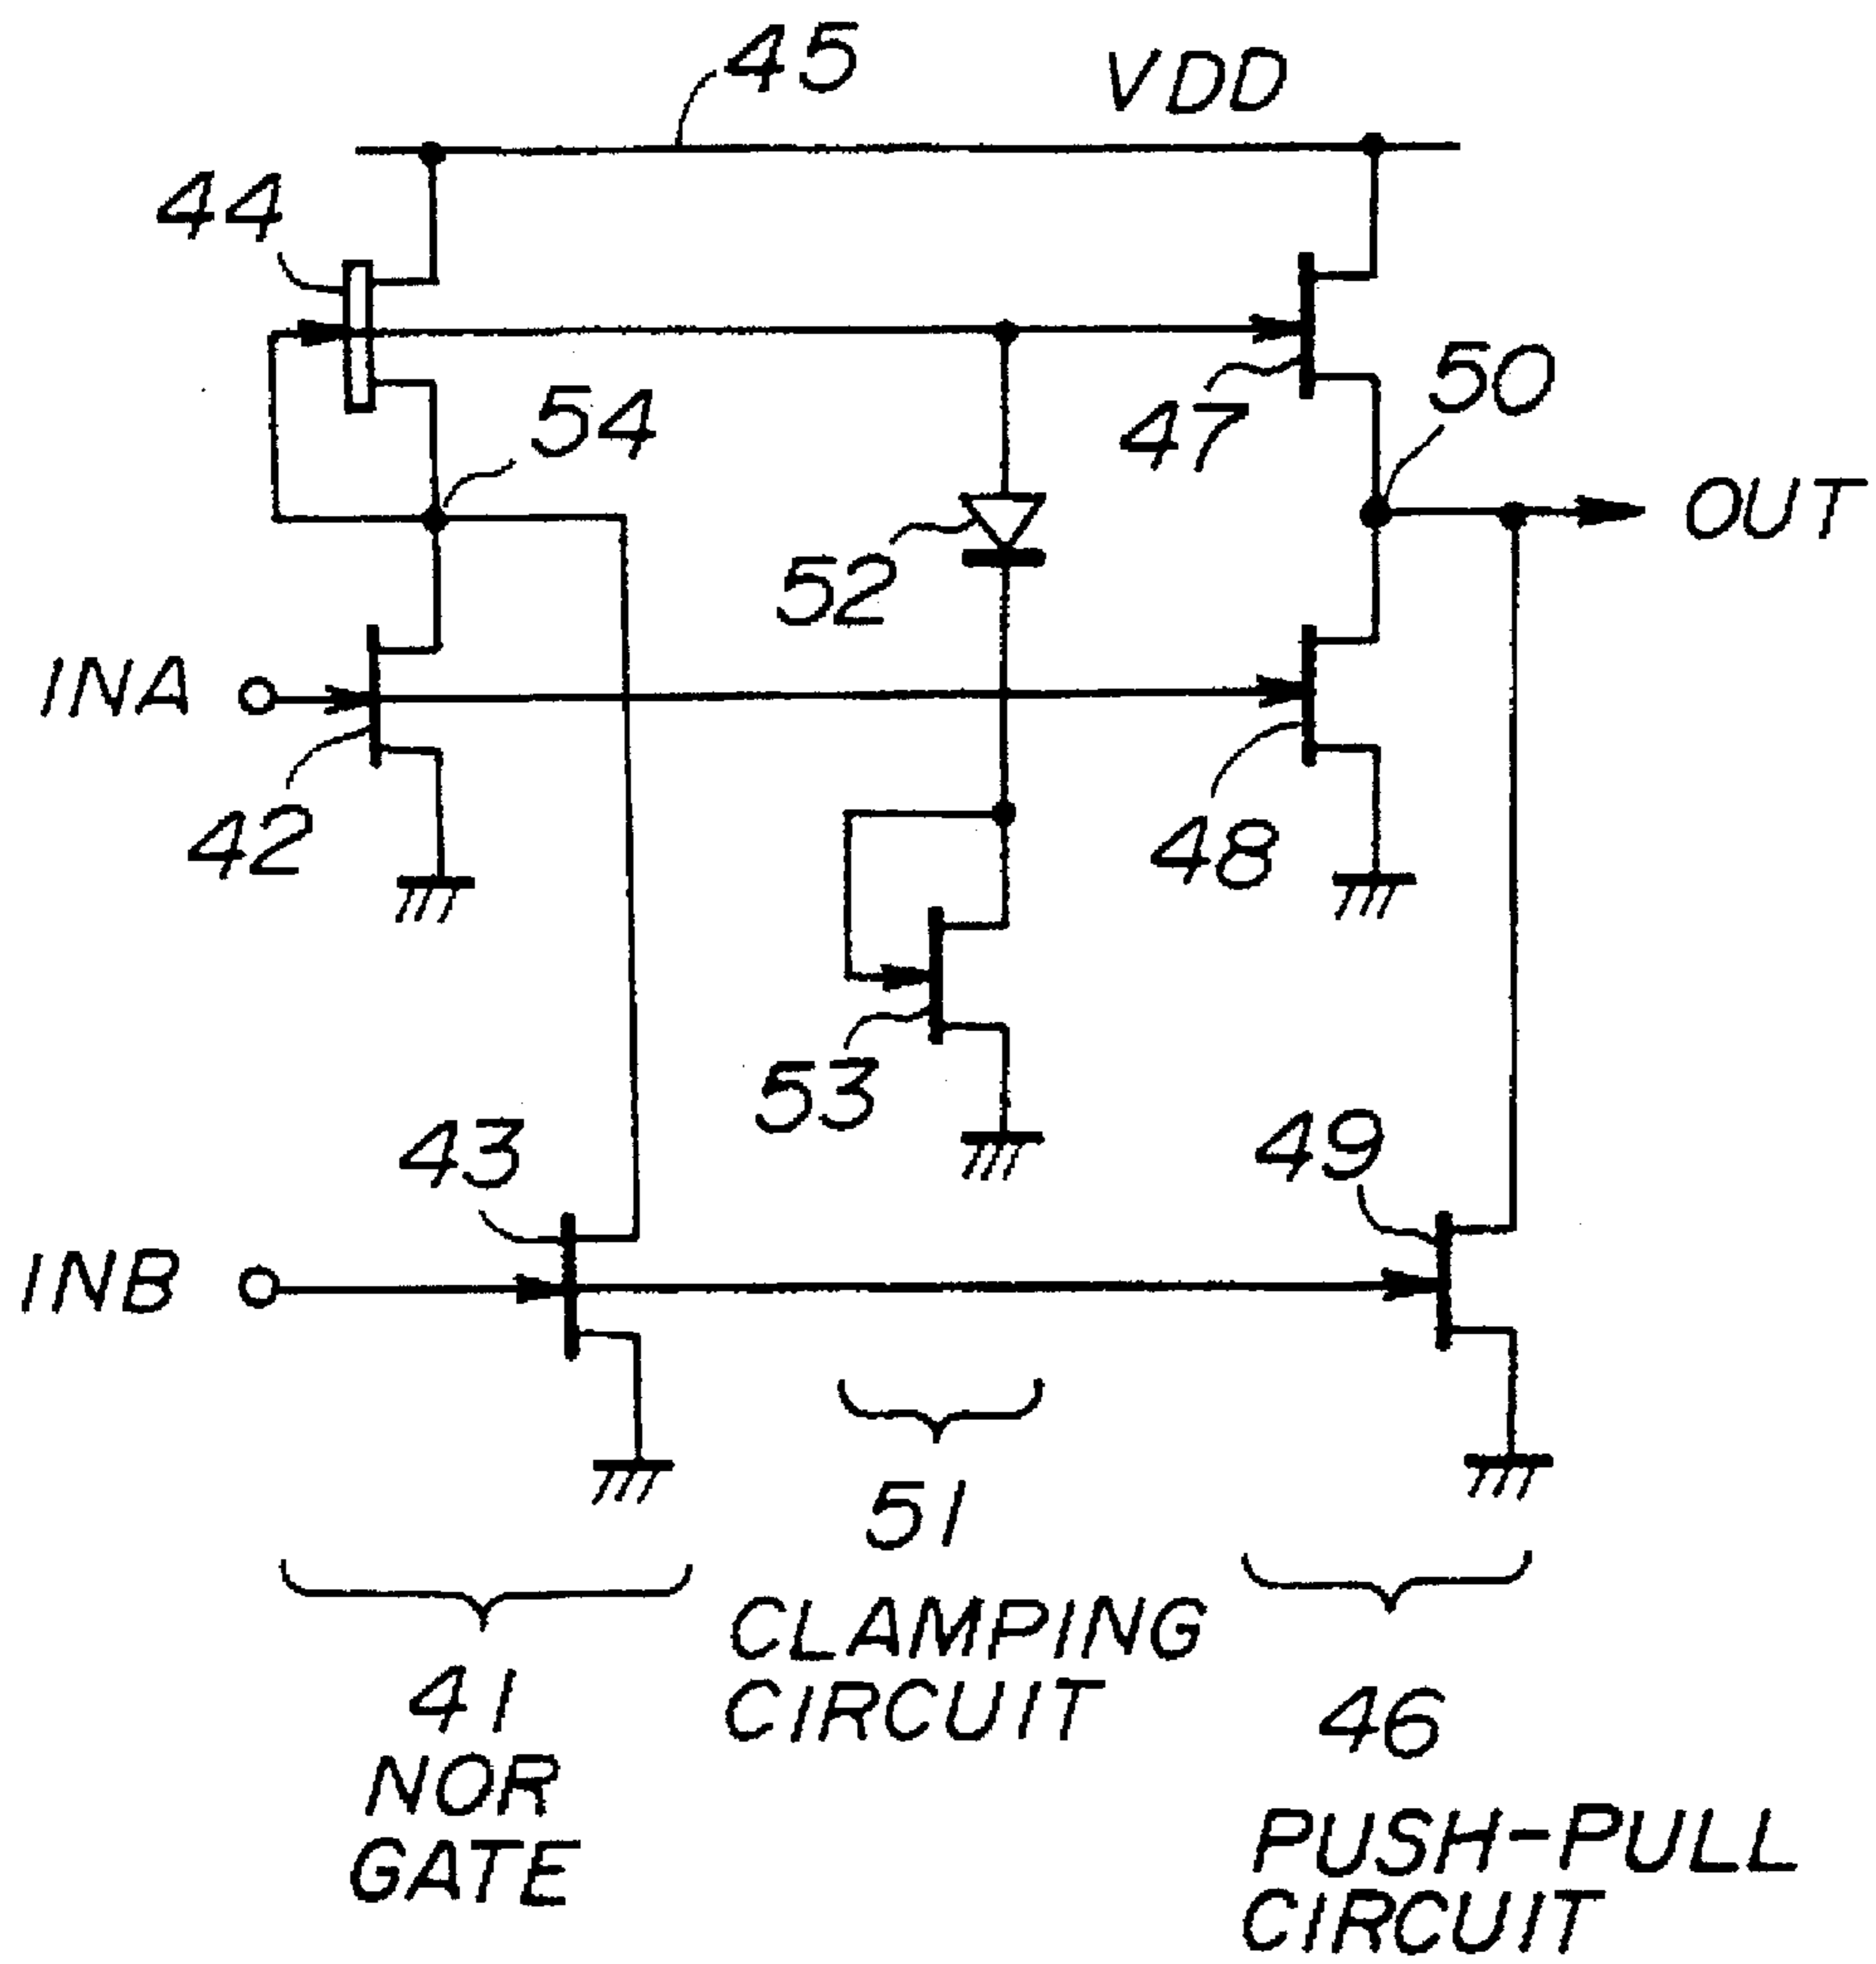 45
VDD
44
54
47
50
OUT
52
INA
42
48
53
43
49
INB
51
CLAMPING
CIRCUIT
41
NOR
GATE
46
PUSH-PULL
CIRCUIT